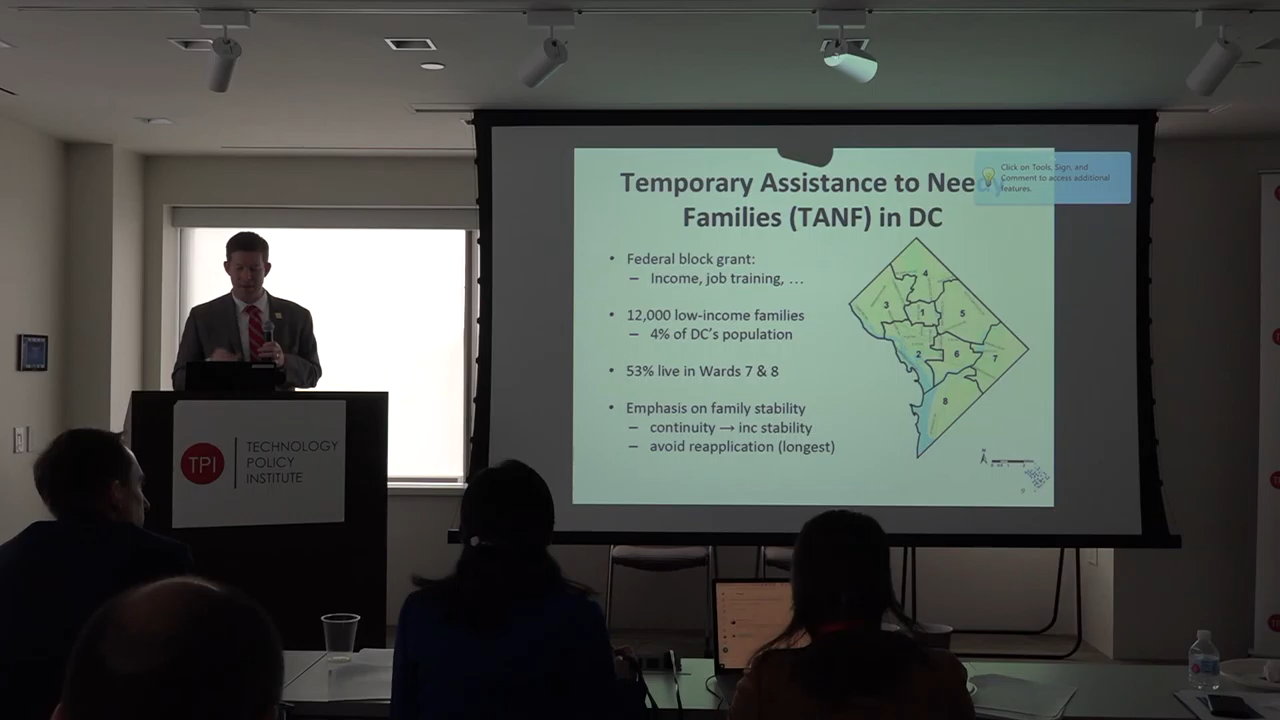 Temporary Assistance to Needy
Families (TANF) in DC
Click on Tools, Sign, and
Comment to access additional
features.
• Federal block grant:
– Income, job training, …
• 12,000 low-income families
– 4% of DC's population
• 53% live in Wards 7 & 8
• Emphasis on family stability
– continuity → inc stability
– avoid reapplication (longest)
4
3
1
5
2
6
7
8
N
TPI
TECHNOLOGY
POLICY
INSTITUTE